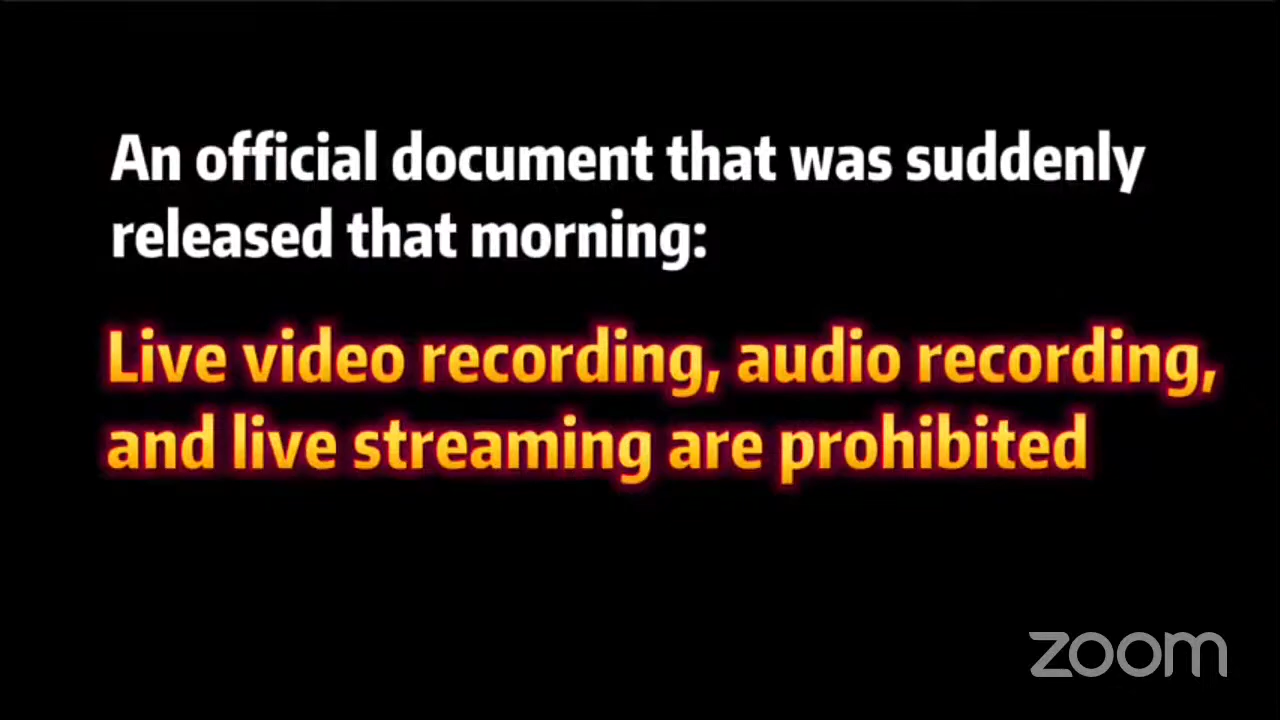 An official document that was suddenly
released that morning:
Live video recording, audio recording,
and live streaming are prohibited
zoom